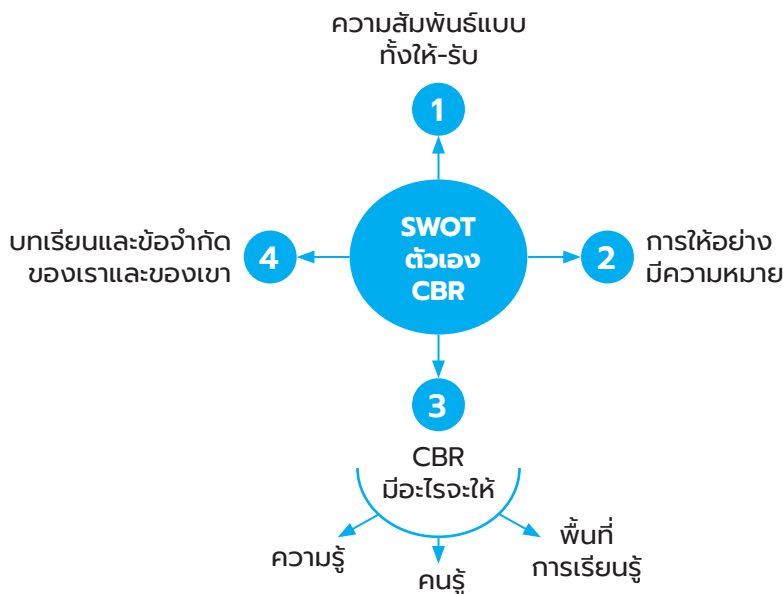 ความสัมพันธ์แบบ
ทั้งให้-รับ
1
SWOT
ตัวเอง
CBR
บทเรียนและข้อจำกัด
ของเราและของเขา
4
2
การให้อย่าง
มีความหมาย
3
CBR
มีอะไรจะให้
ความรู้
คนรู้
พื้นที่
การเรียนรู้